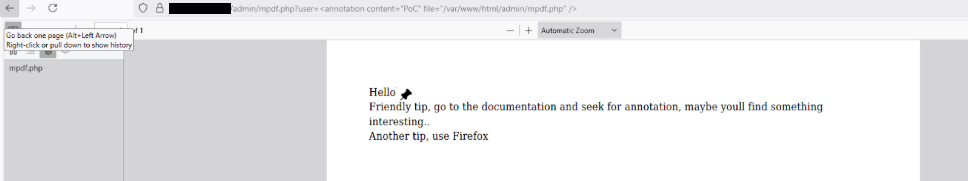 /admin/mpdf.php?user=<annotation content="PoC" file="/var/www/html/admin/mpdf.php" />
Go back one page (Alt+Left Arrow)
Right-click or pull down to show history
of 1
Automatic Zoom
mpdf.php
Hello
Friendly tip, go to the documentation and seek for annotation, maybe youll find something
interesting..
Another tip, use Firefox